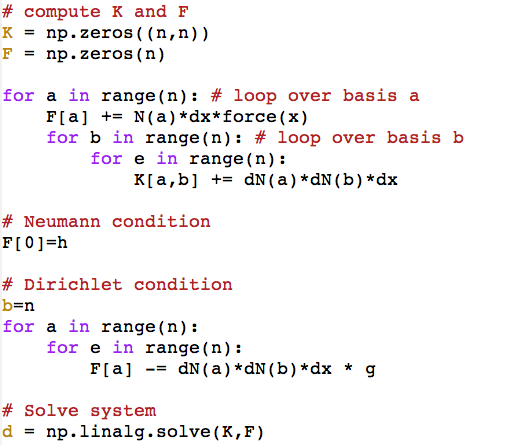 # compute K and F
K = np.zeros((n,n))
F = np.zeros(n)

for a in range(n): # loop over basis a
    F[a] += N(a)*dx*force(x)
    for b in range(n): # loop over basis b
        for e in range(n):
            K[a,b] += dN(a)*dN(b)*dx

# Neumann condition
F[0]=h

# Dirichlet condition
b=n
for a in range(n):
    for e in range(n):
        F[a] -= dN(a)*dN(b)*dx * g

# Solve system
d = np.linalg.solve(K,F)